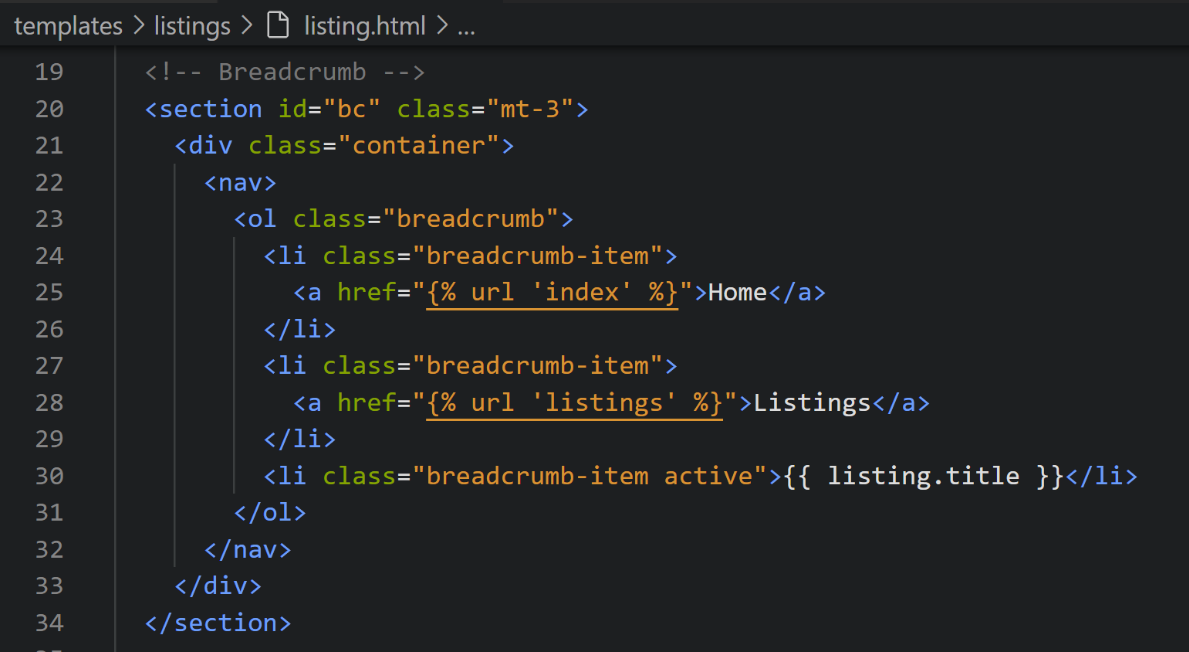 templates > listings > listing.html > ...
19 <!-- Breadcrumb -->
20 <section id="bc" class="mt-3">
21 <div class="container">
22 <nav>
23 <ol class="breadcrumb">
24 <li class="breadcrumb-item">
25 <a href="{% url 'index' %}">Home</a>
26 </li>
27 <li class="breadcrumb-item">
28 <a href="{% url 'listings' %}">Listings</a>
29 </li>
30 <li class="breadcrumb-item active">{{ listing.title }}</li>
31 </ol>
32 </nav>
33 </div>
34 </section>